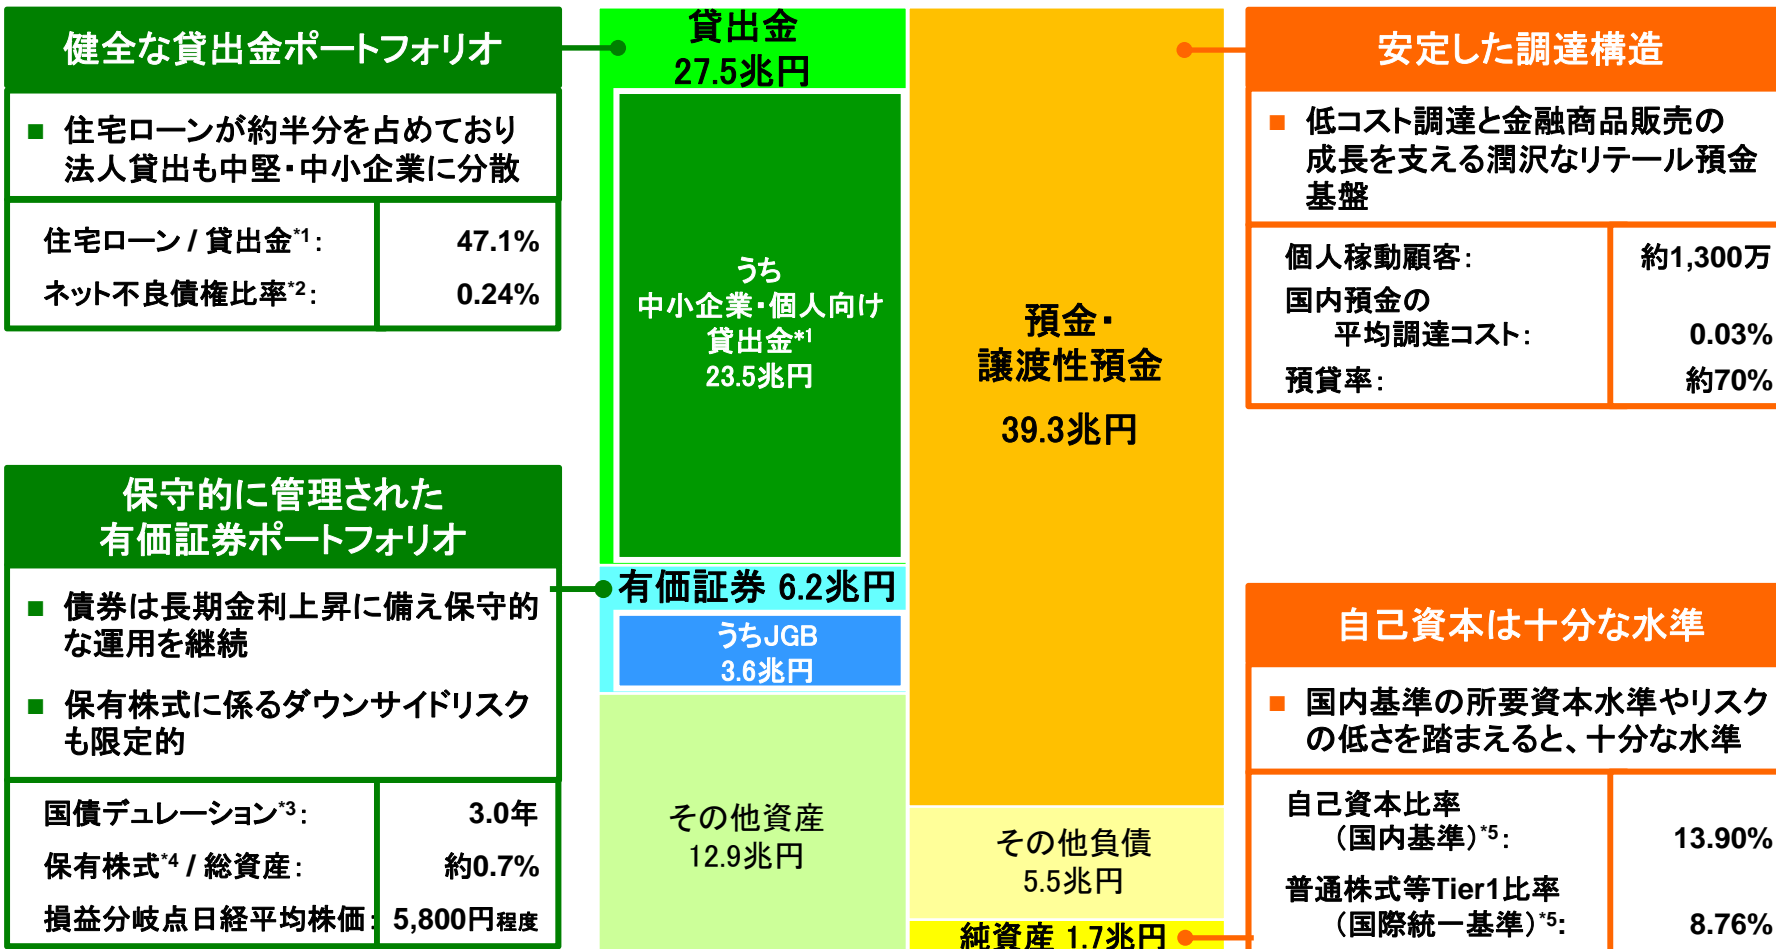 健全な貸出金ポートフォリオ
■ 住宅ローンが約半分を占めており
法人貸出も中堅・中小企業に分散
住宅ローン / 貸出金*1: 47.1%
ネット不良債権比率*2: 0.24%
保守的に管理された
有価証券ポートフォリオ
■ 債券は長期金利上昇に備え保守的
な運用を継続
■ 保有株式に係るダウンサイドリスク
も限定的
国債デュレーション*3: 3.0年
保有株式*4 / 総資産: 約0.7%
損益分岐点日経平均株価: 5,800円程度
貸出金
27.5兆円
うち
中小企業・個人向け
貸出金*1
23.5兆円
有価証券 6.2兆円
うちJGB
3.6兆円
その他資産
12.9兆円
預金・
譲渡性預金
39.3兆円
その他負債
5.5兆円
純資産 1.7兆円
安定した調達構造
■ 低コスト調達と金融商品販売の
成長を支える潤沢なリテール預金
基盤
個人稼動顧客: 約1,300万
国内預金の
平均調達コスト: 0.03%
預貸率: 約70%
自己資本は十分な水準
■ 国内基準の所要資本水準やリスク
の低さを踏まえると、十分な水準
自己資本比率
(国内基準)*5: 13.90%
普通株式等Tier1比率
(国際統一基準)*5: 8.76%